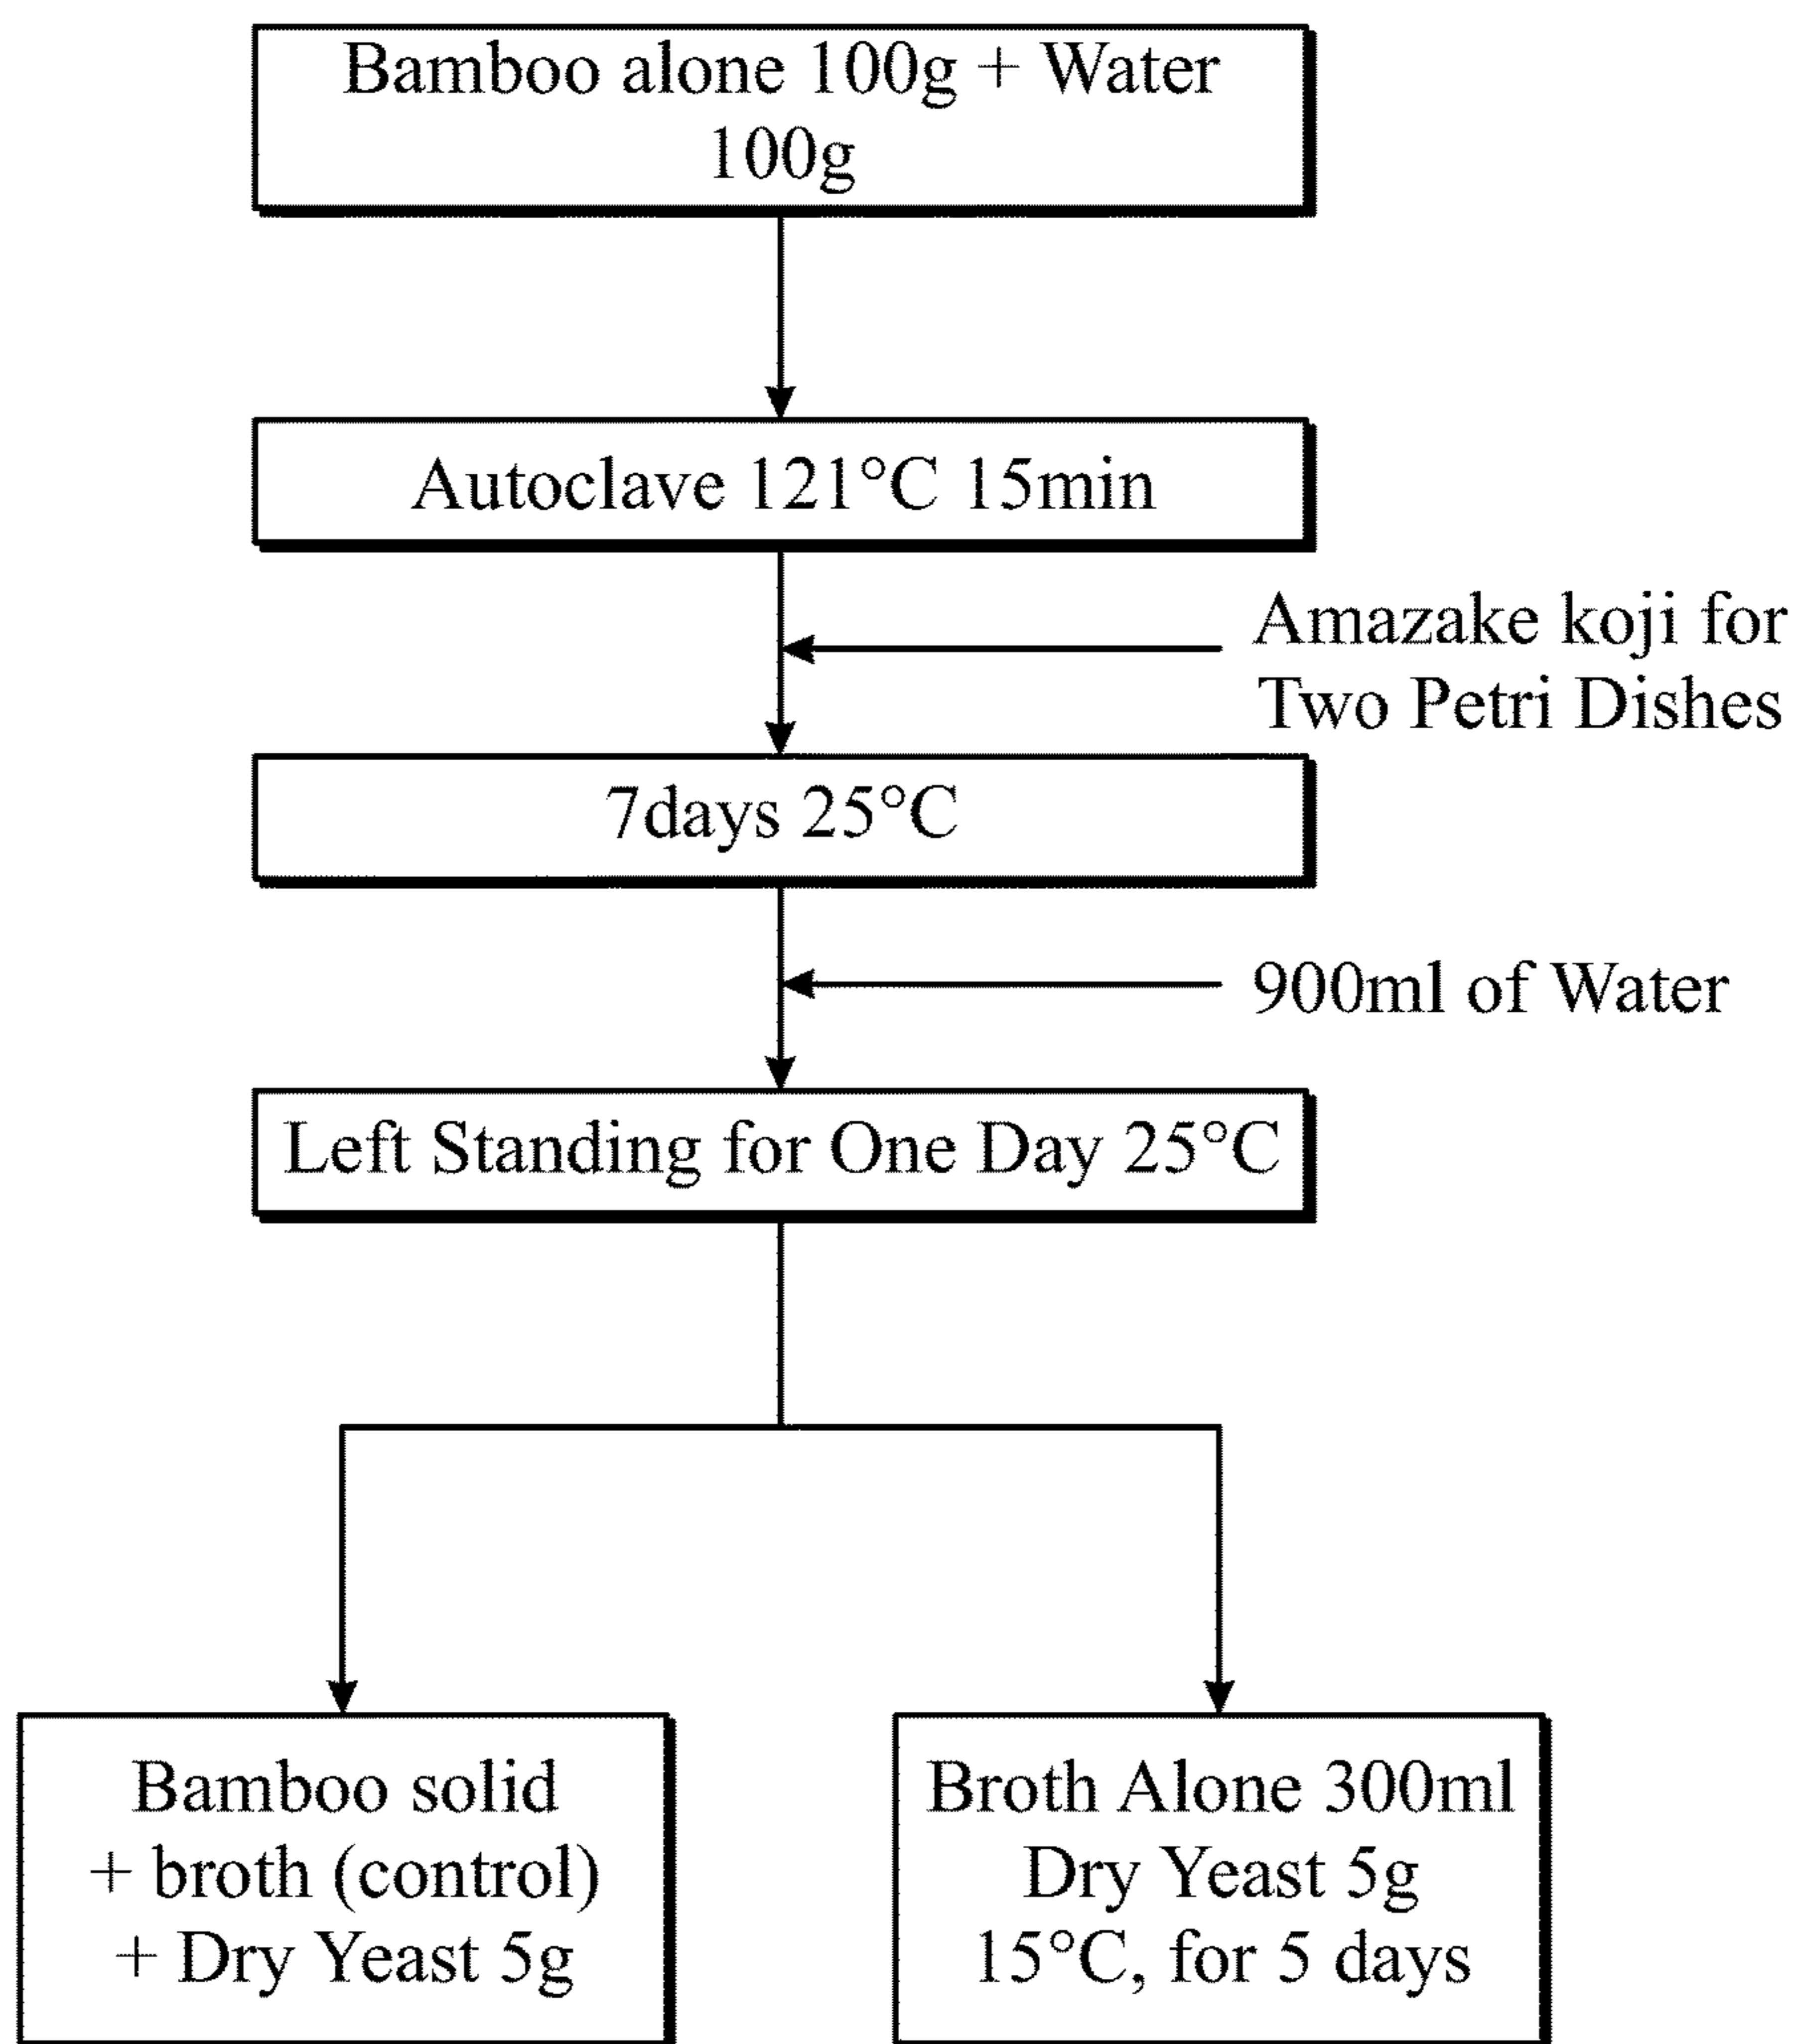 Bamboo alone 100g + Water
100g
Autoclave 121°C 15min
Amazake koji for
Two Petri Dishes
7days 25°C
900ml of Water
Left Standing for One Day 25°C
Bamboo solid
+ broth (control)
+ Dry Yeast 5g
Broth Alone 300ml
Dry Yeast 5g
15°C, for 5 days